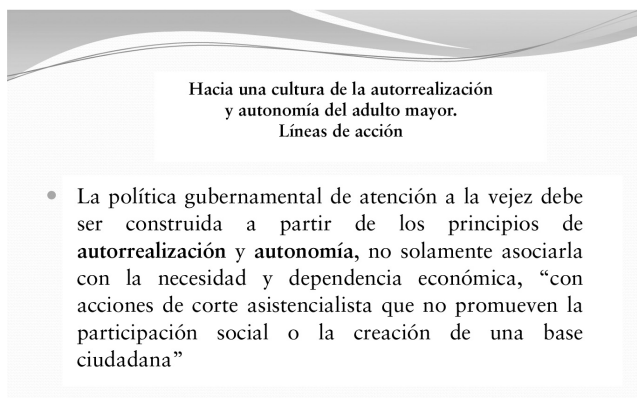 Hacia una cultura de la autorrealización
y autonomía del adulto mayor.
Líneas de acción
La política gubernamental de atención a la vejez debe
ser construida a partir de los principios de
autorrealización y autonomía, no solamente asociarla
con la necesidad y dependencia económica, “con
acciones de corte asistencialista que no promueven la
participación social o la creación de una base
ciudadana”